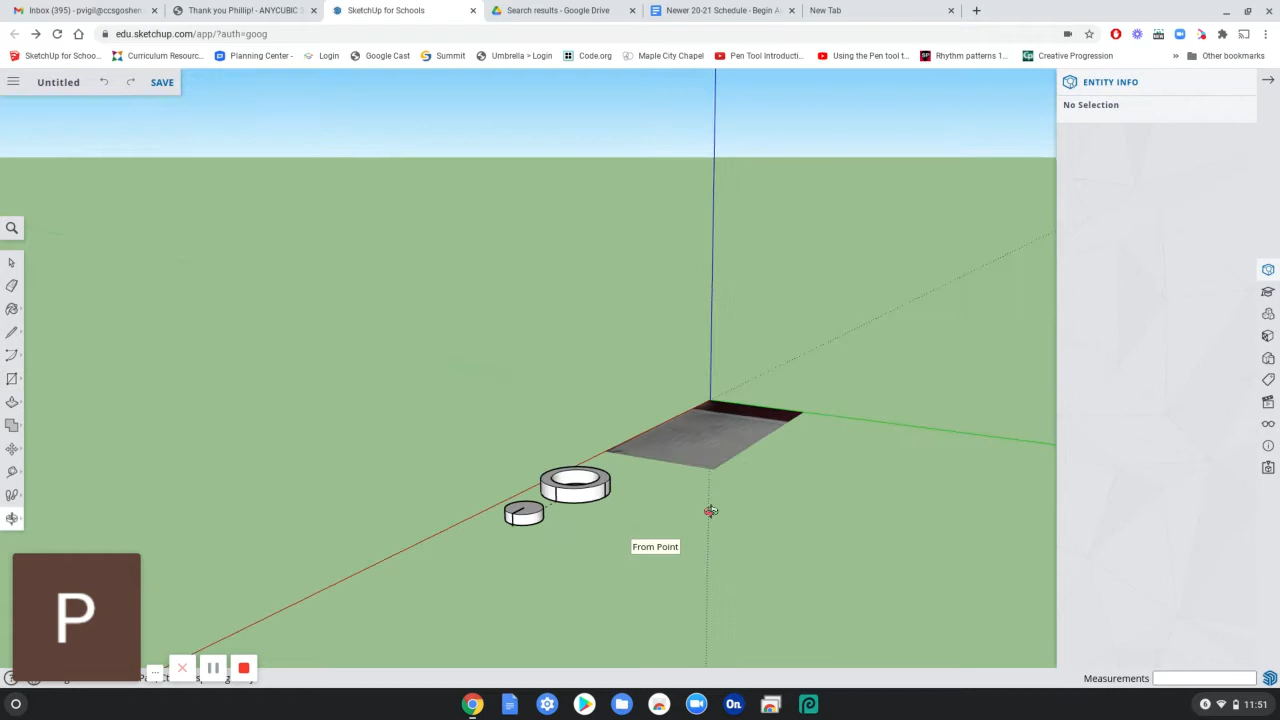 Inbox (395) - pvigil@ccsgoshen
Thank you Phillip! - ANYCUBIC 3
SketchUp for Schools
Search results - Google Drive
Newer 20-21 Schedule - Begin A
New Tab
edu.sketchup.com/app/?auth=goog
SketchUp for Schoo...
Curriculum Resourc...
Planning Center -
Login
Google Cast
Umbrella > Login
Summit
Code.org
Maple City Chapel
Pen Tool Introducti...
Using the Pen tool t...
Rhythm patterns 1...
Creative Progression
»
Other bookmarks
Untitled
SAVE
ENTITY INFO
No Selection
From Point
P
...
Measurements
On
6
11:51